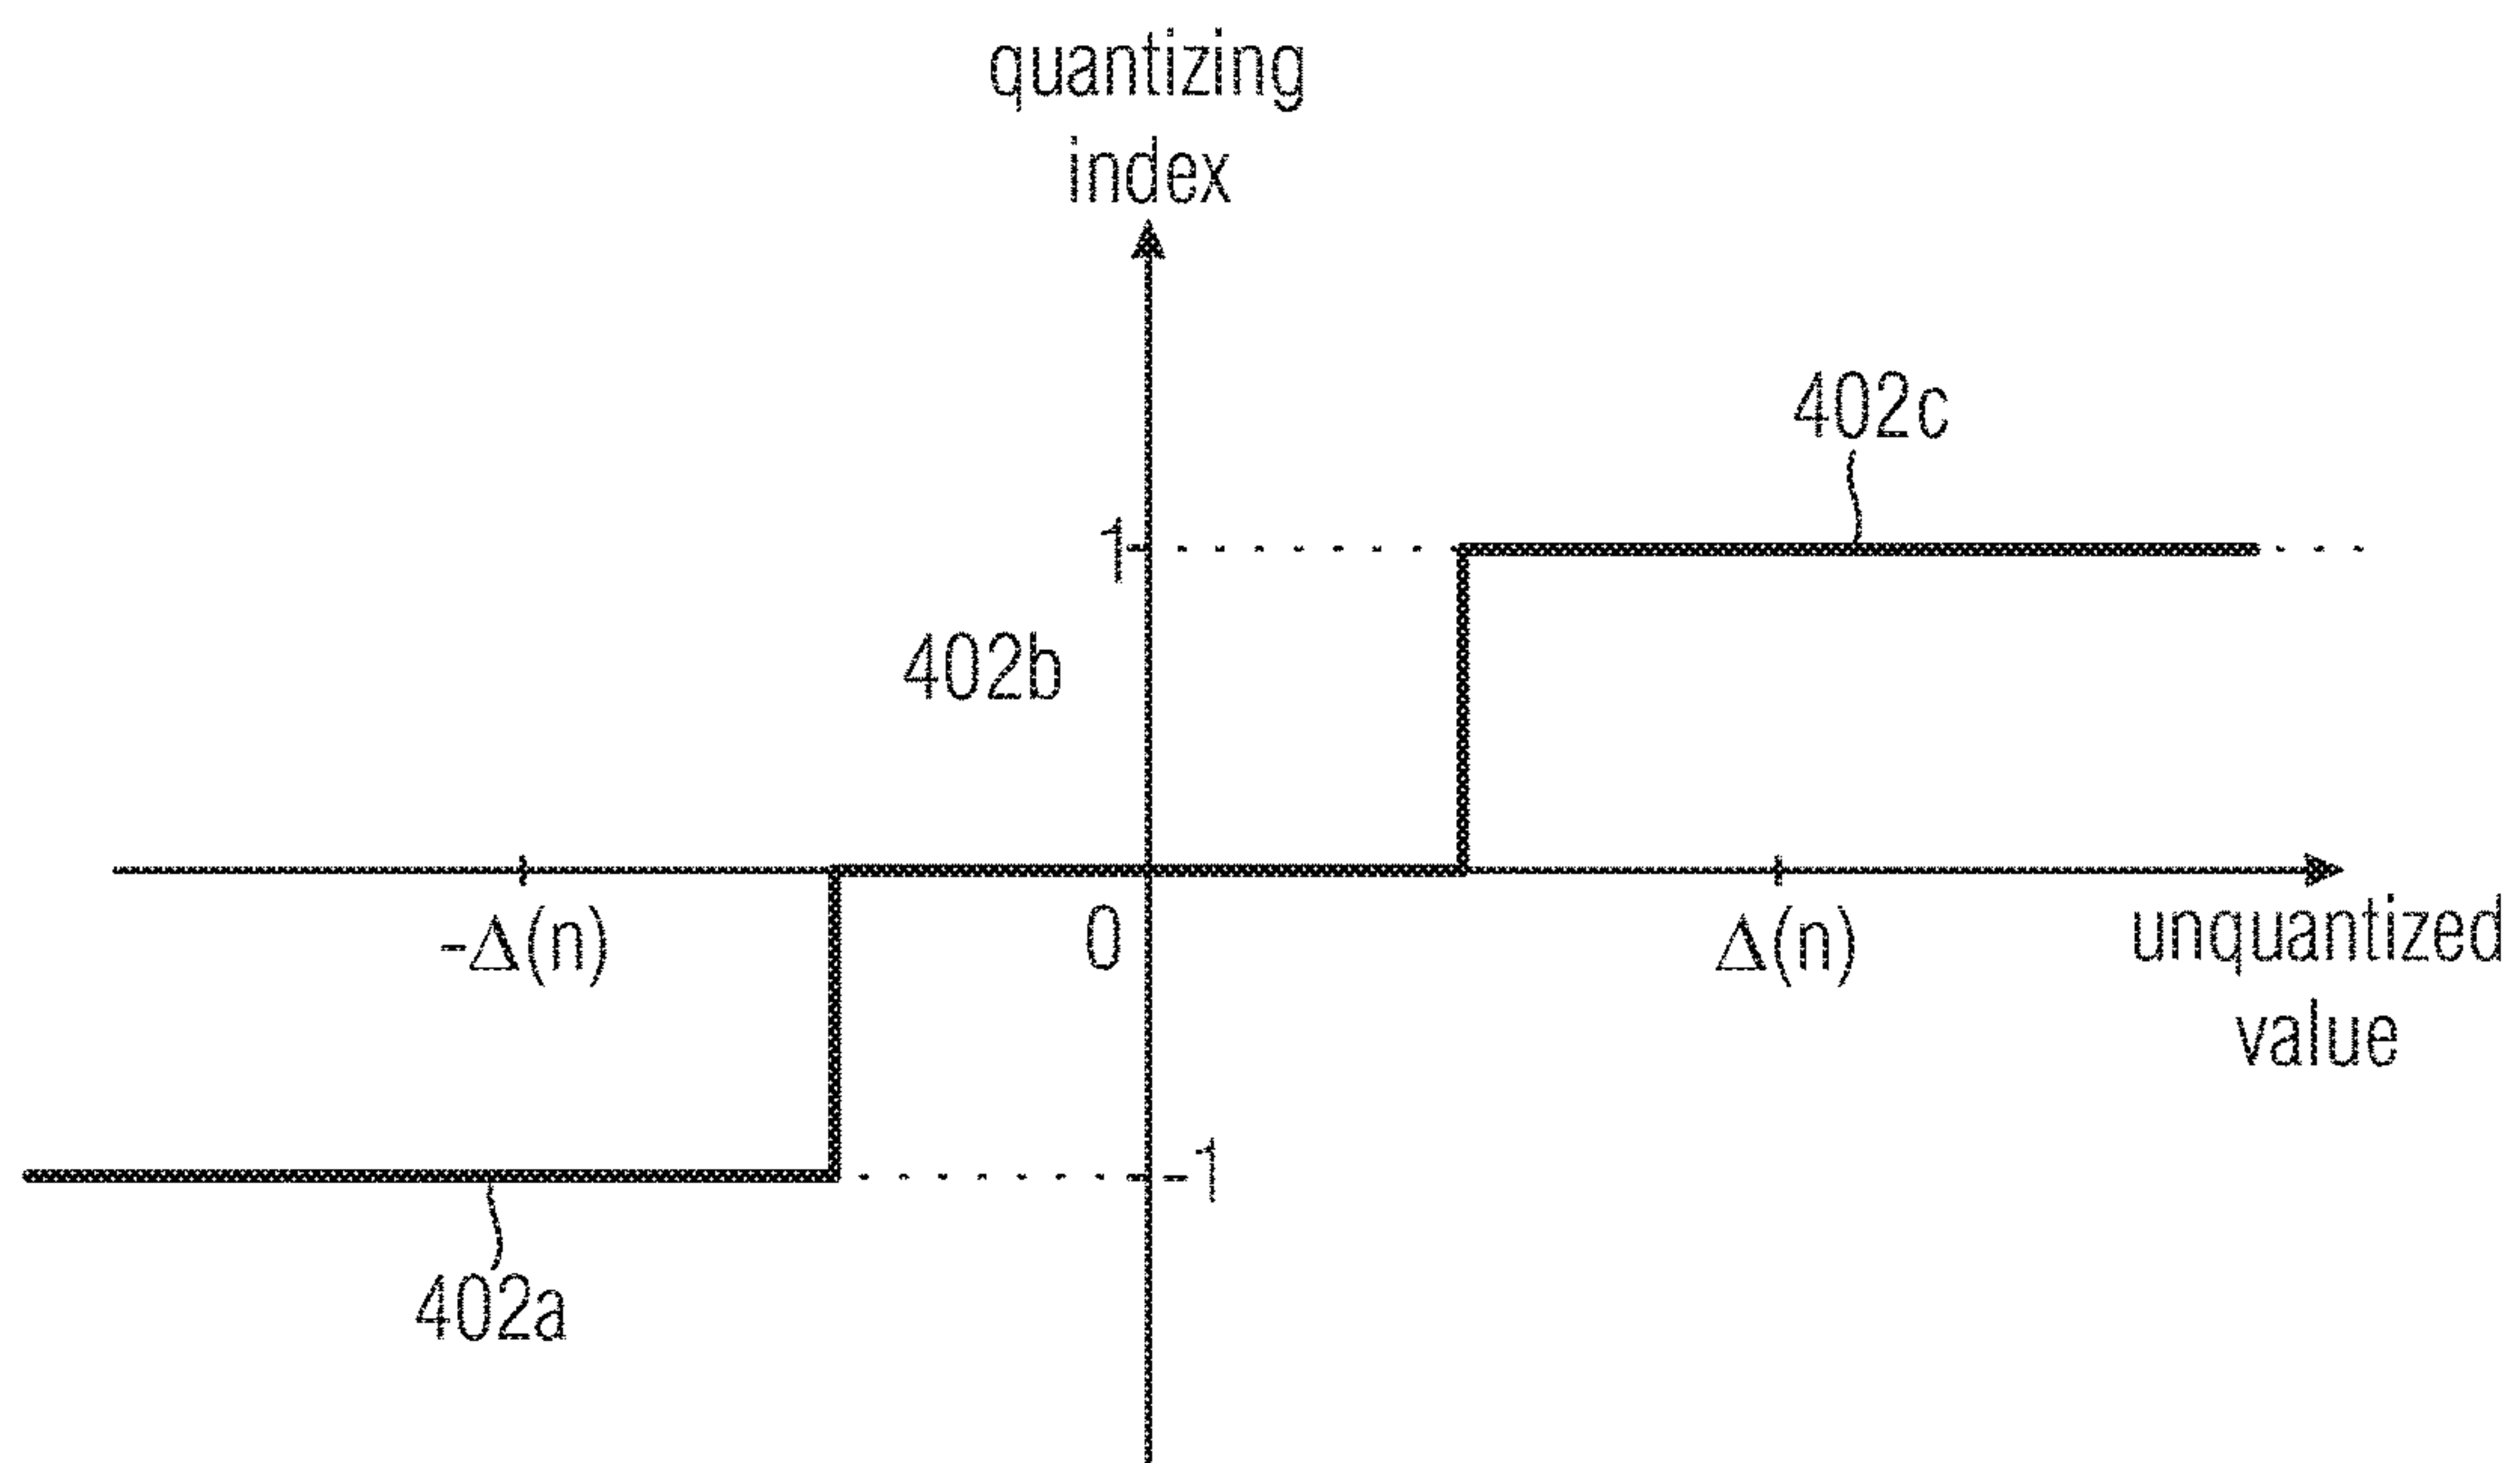 quantizing
index
402c
1
402b
-Δ(n)
0
Δ(n)
unquantized
value
-1
402a